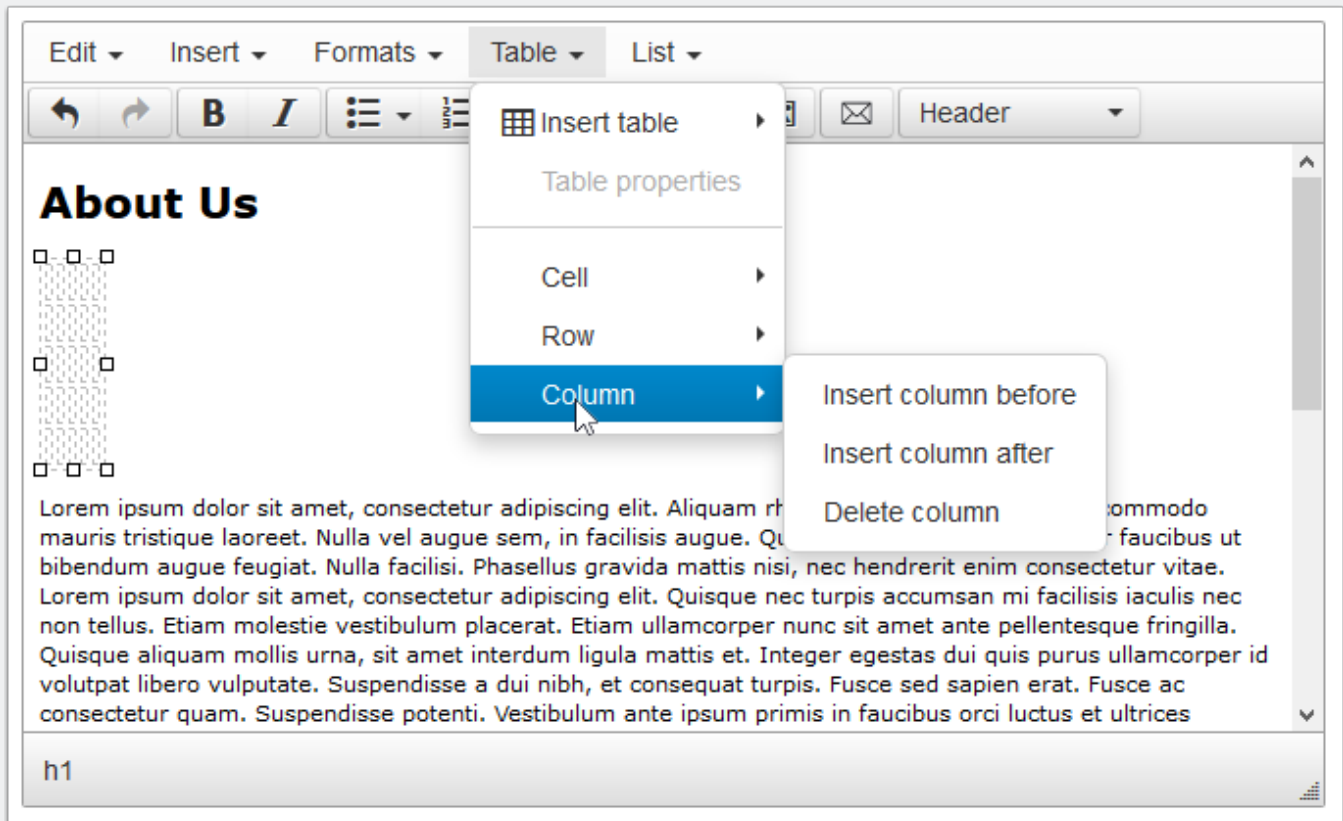 Edit Insert Formats Table List
B I Header
Insert table
About Us
Table properties
Cell
Row
Column
Insert column before
Insert column after
Delete column
Lorem ipsum dolor sit amet, consectetur adipiscing elit. Aliquam commodo
mauris tristique laoreet. Nulla vel augue sem, in facilisis augue. faucibus ut
bibendum augue feugiat. Nulla facilisi. Phasellus gravida mattis nisi, nec hendrerit enim consectetur vitae.
Lorem ipsum dolor sit amet, consectetur adipiscing elit. Quisque nec turpis accumsan mi facilisis iaculis nec
non tellus. Etiam molestie vestibulum placerat. Etiam ullamcorper nunc sit amet ante pellentesque fringilla.
Quisque aliquam mollis urna, sit amet interdum ligula mattis et. Integer egestas dui quis purus ullamcorper id
volutpat libero vulputate. Suspendisse a dui nibh, et consequat turpis. Fusce sed sapien erat. Fusce ac
consectetur quam. Suspendisse potenti. Vestibulum ante ipsum primis in faucibus orci luctus et ultrices
h1